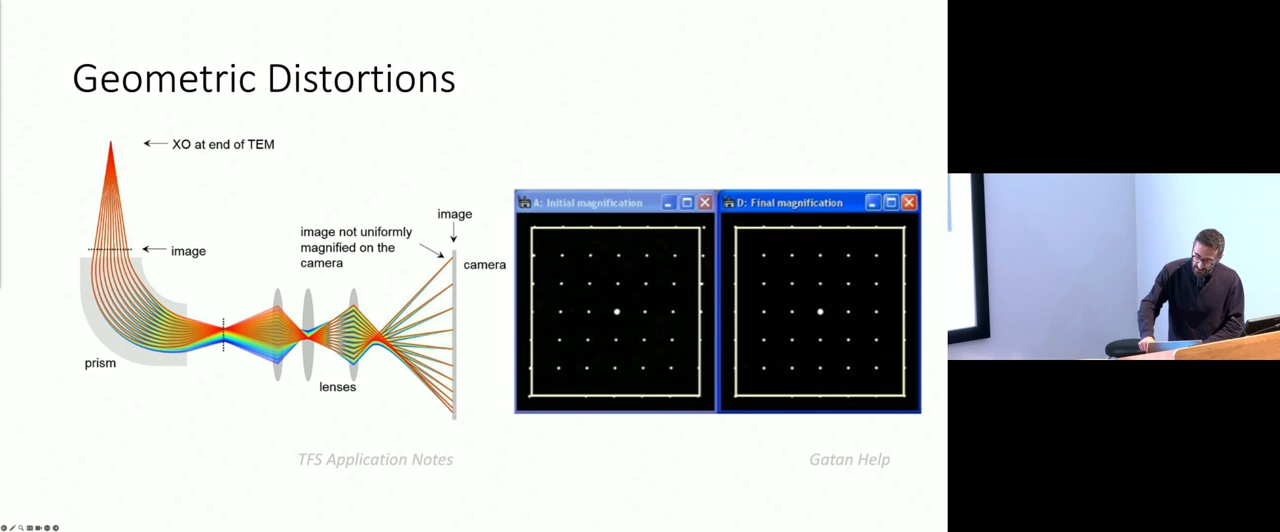 Geometric Distortions
XO at end of TEM
image
prism
image not uniformly
magnified on the
camera
lenses
image
camera
A: Initial magnification
D: Final magnification
TFS Application Notes
Gatan Help